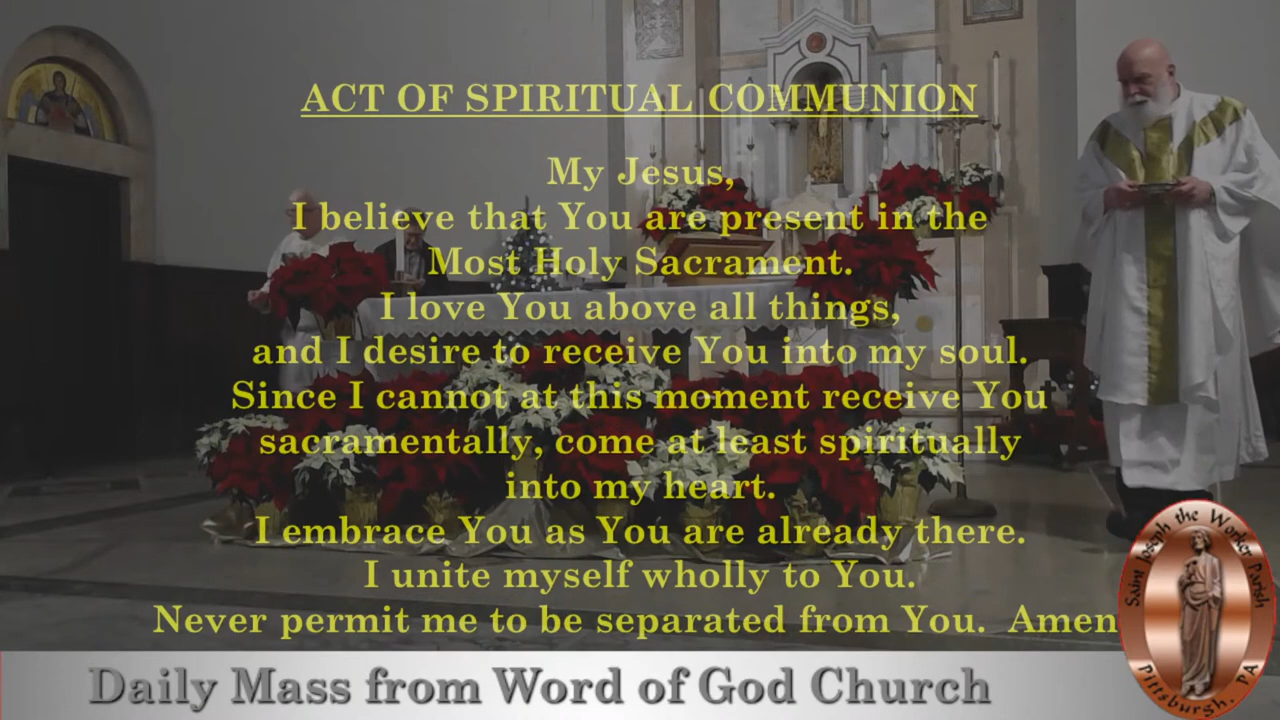 ACT OF SPIRITUAL COMMUNION
My Jesus,
I believe that You are present in the
Most Holy Sacrament.
I love You above all things,
and I desire to receive You into my soul.
Since I cannot at this moment receive You
sacramentally, come at least spiritually
into my heart.
I embrace You as You are already there.
I unite myself wholly to You.
Never permit me to be separated from You. Amen
Saint Joseph the Worker Parish
Pittsburgh, PA
Daily Mass from Word of God Church